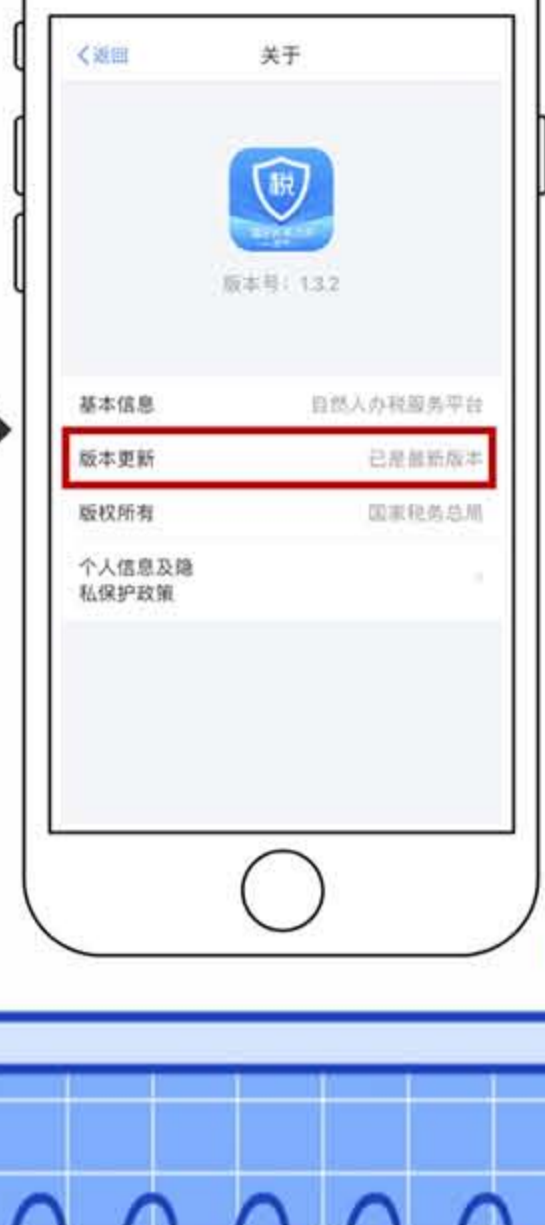 返回
关于
税
版本号：1.3.2
基本信息 自然人办税服务平台
版本更新 已是最新版本
版权所有 国家税务总局
个人信息及隐
私保护政策